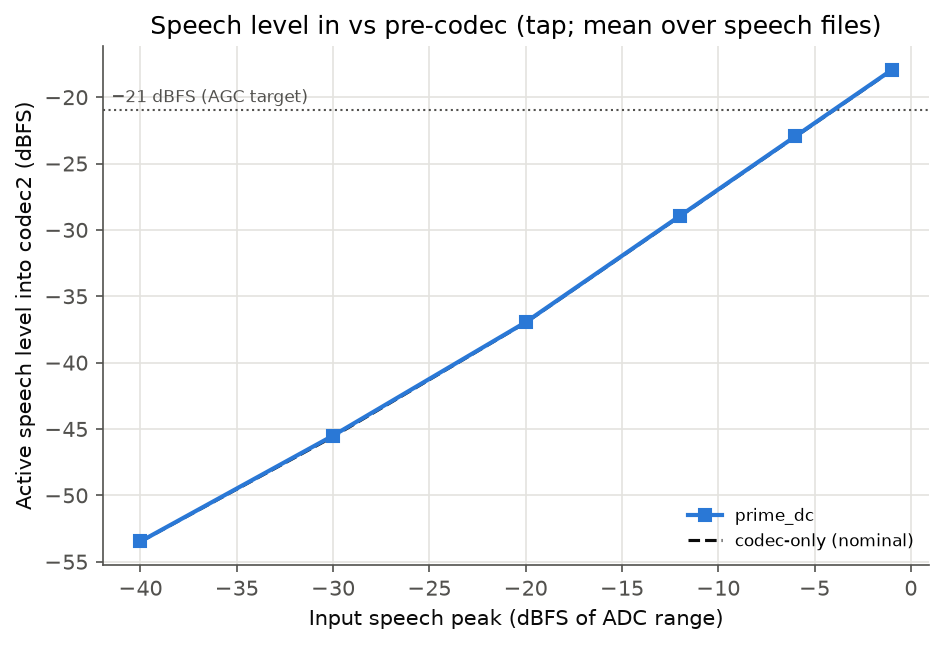 Speech level in vs pre-codec (tap; mean over speech files)
Active speech level into codec2 (dBFS)
−20
−25
−30
−35
−40
−45
−50
−55
−21 dBFS (AGC target)
prime_dc
codec-only (nominal)
−40 −35 −30 −25 −20 −15 −10 −5 0
Input speech peak (dBFS of ADC range)